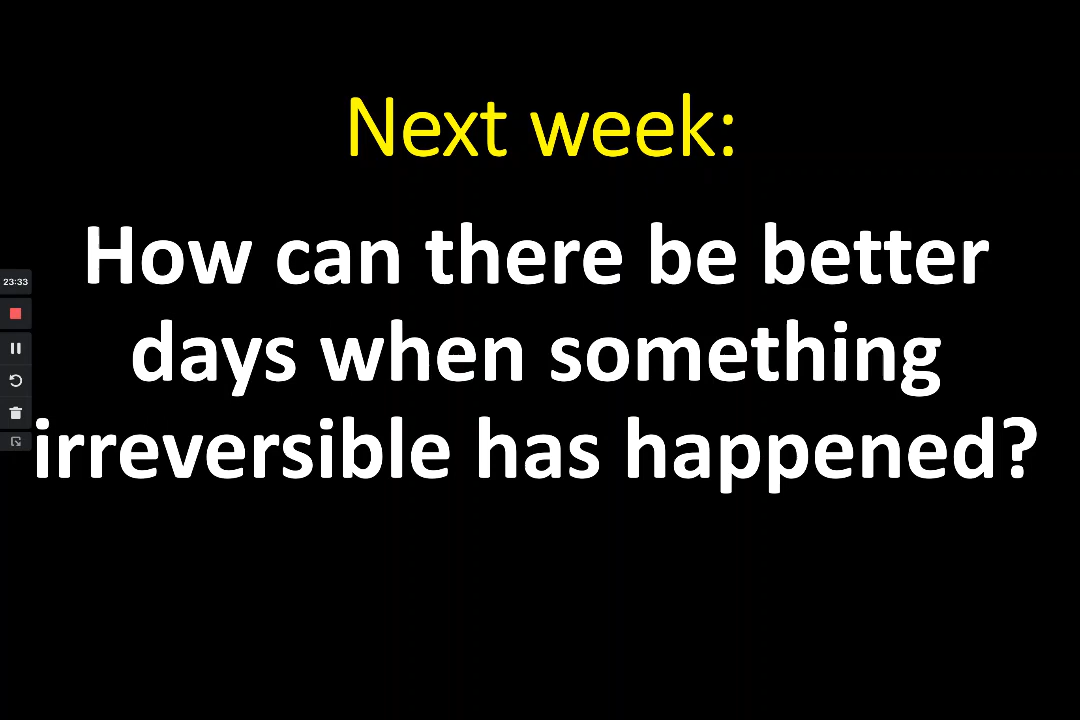 Next week:
How can there be better
days when something
irreversible has happened?
23:33